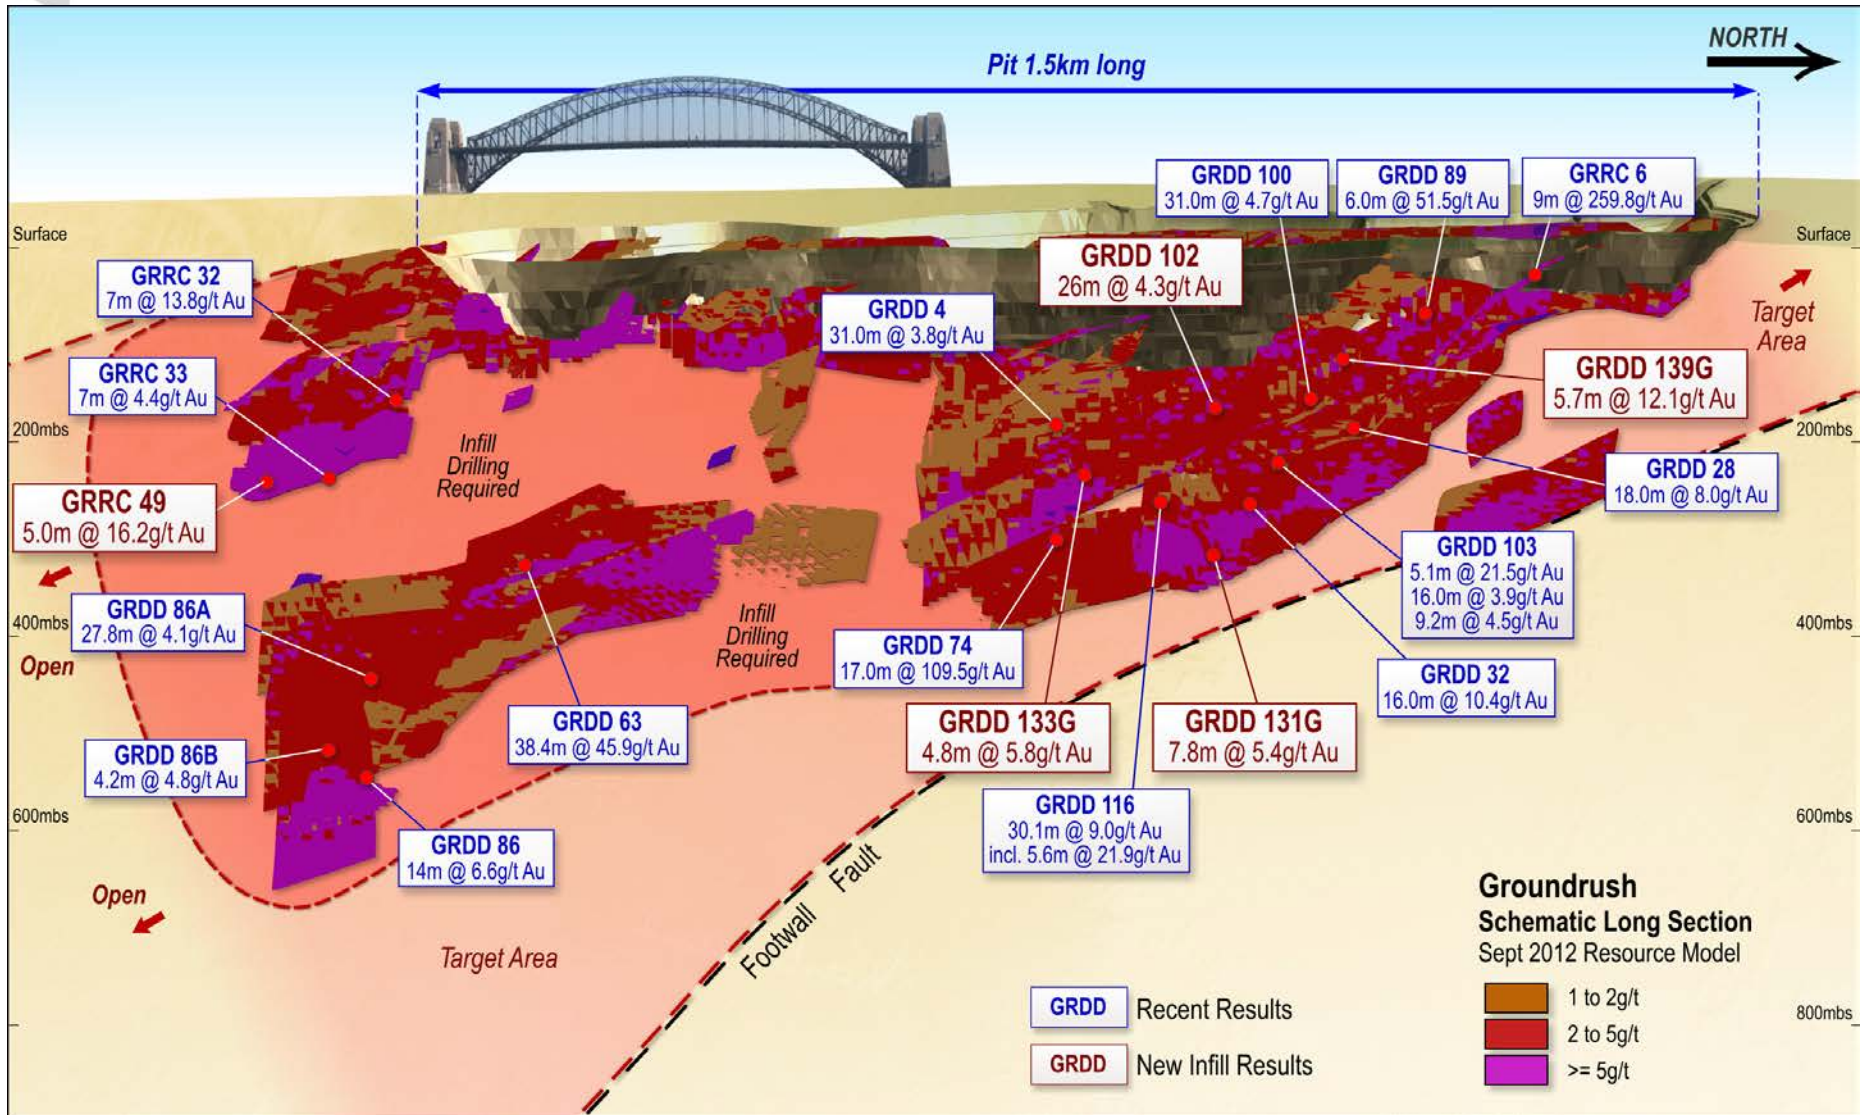 NORTH
Pit 1.5km long
GRDD 100
31.0m @ 4.7g/t Au
GRDD 89
6.0m @ 51.5g/t Au
GRRC 6
9m @ 259.8g/t Au
Surface
Surface
GRRC 32
7m @ 13.8g/t Au
GRDD 102
26m @ 4.3g/t Au
GRDD 4
31.0m @ 3.8g/t Au
Target
Area
GRRC 33
7m @ 4.4g/t Au
GRDD 139G
5.7m @ 12.1g/t Au
200mbs
200mbs
Infill
Drilling
Required
GRDD 28
18.0m @ 8.0g/t Au
GRRC 49
5.0m @ 16.2g/t Au
GRDD 103
5.1m @ 21.5g/t Au
16.0m @ 3.9g/t Au
9.2m @ 4.5g/t Au
GRDD 86A
27.8m @ 4.1g/t Au
400mbs
400mbs
Infill
Drilling
Required
Open
GRDD 74
17.0m @ 109.5g/t Au
GRDD 32
16.0m @ 10.4g/t Au
GRDD 63
38.4m @ 45.9g/t Au
GRDD 133G
4.8m @ 5.8g/t Au
GRDD 131G
7.8m @ 5.4g/t Au
GRDD 86B
4.2m @ 4.8g/t Au
GRDD 116
30.1m @ 9.0g/t Au
incl. 5.6m @ 21.9g/t Au
600mbs
600mbs
GRDD 86
14m @ 6.6g/t Au
Open
Target Area
Footwall Fault
Groundrush
Schematic Long Section
Sept 2012 Resource Model
1 to 2g/t
2 to 5g/t
>= 5g/t
800mbs
GRDD Recent Results
GRDD New Infill Results